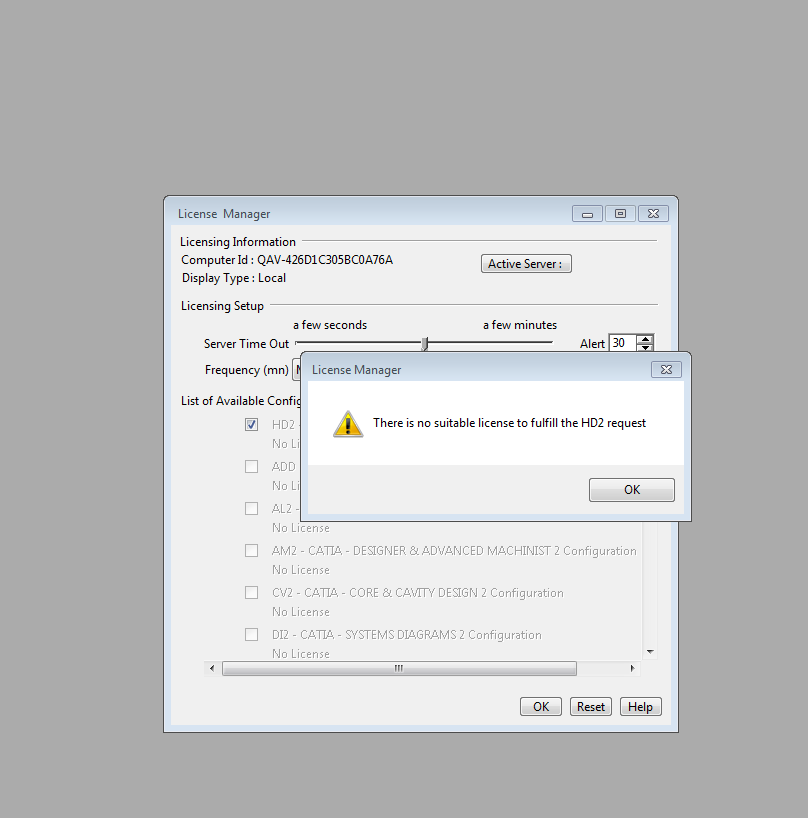 License Manager
Licensing Information
Computer Id : QAV-426D1C305BC0A76A
Active Server :
Display Type : Local
Licensing Setup
a few seconds a few minutes
Server Time Out Alert 30
Frequency (mn)
License Manager
There is no suitable license to fulfill the HD2 request
OK
List of Available
HD2 -
No
ADD
No
AL2 -
No License
AM2 - CATIA - DESIGNER & ADVANCED MACHINIST 2 Configuration
No License
CV2 - CATIA - CORE & CAVITY DESIGN 2 Configuration
No License
DI2 - CATIA - SYSTEMS DIAGRAMS 2 Configuration
No License
OK Reset Help